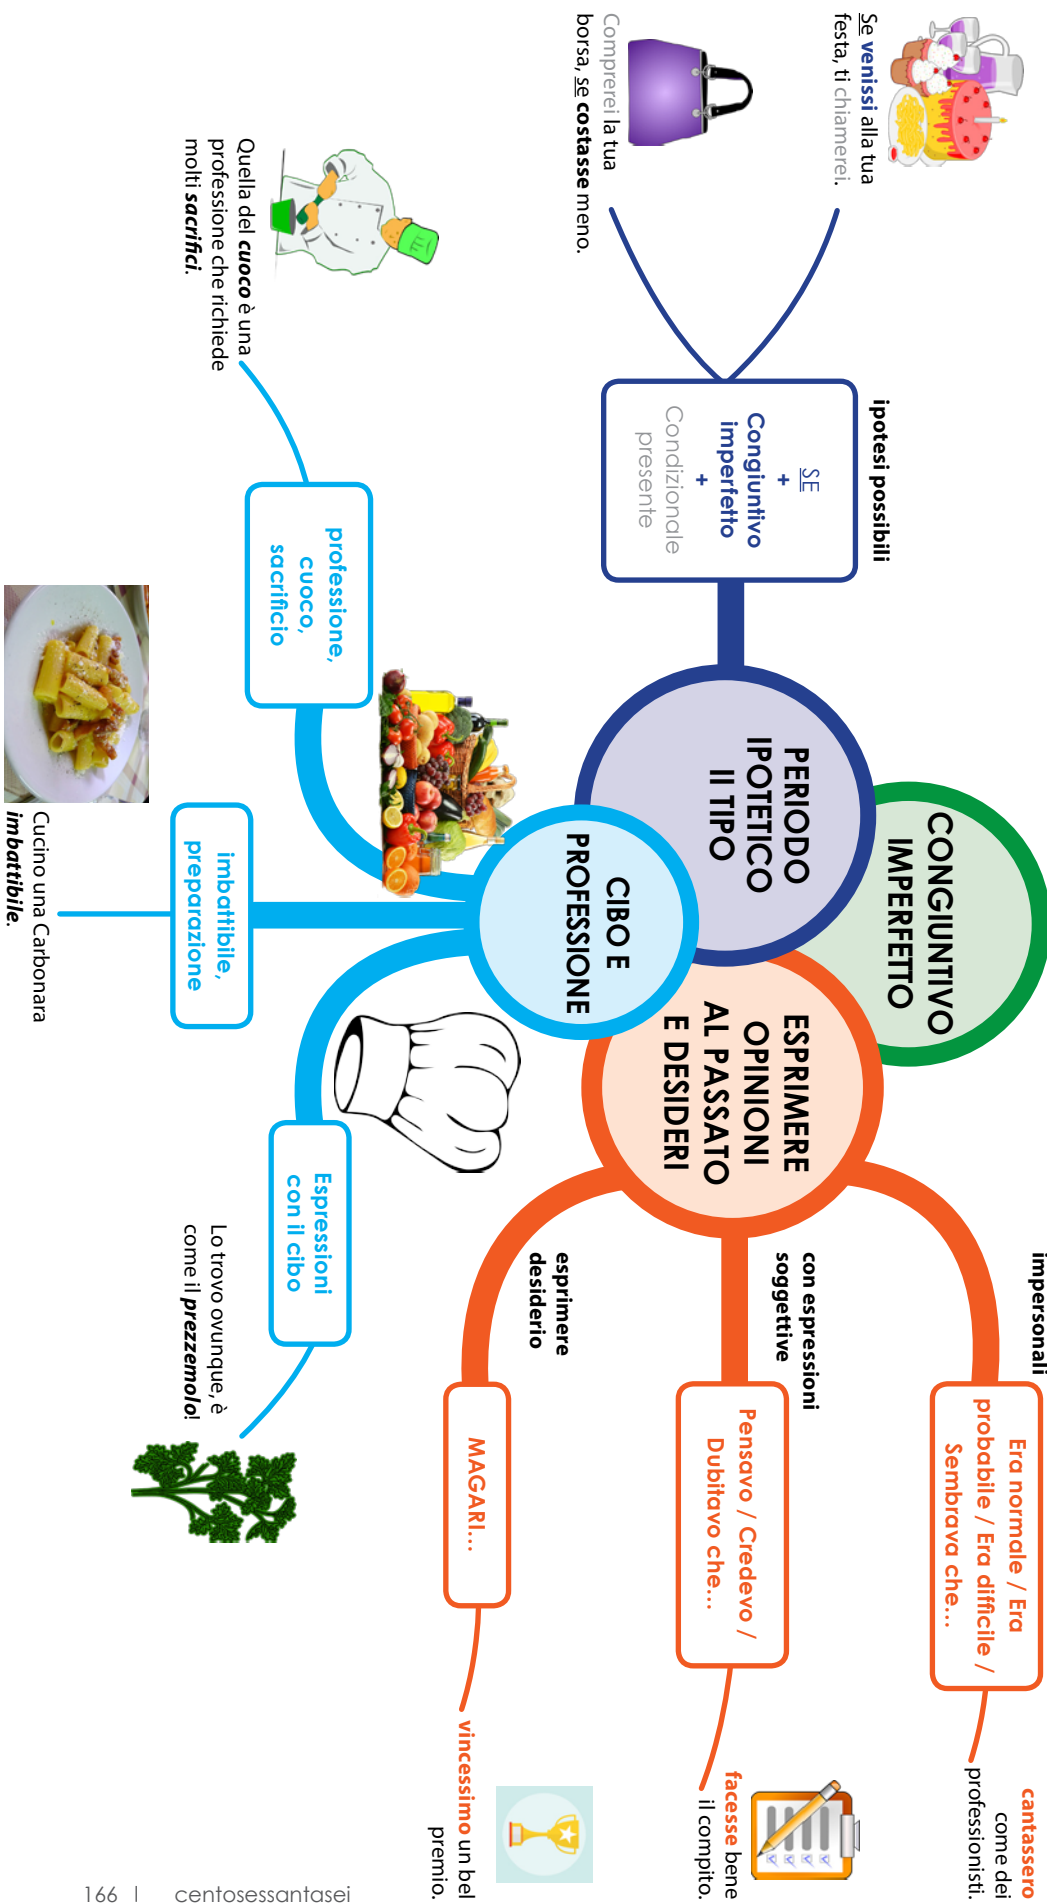 Se venissi alla tua
festa, ti chiamerei.
Comprerei la tua
borsa, se costasse meno.
ipotesi possibili
SE
+
Congiuntivo
imperfetto
+
Condizionale
presente
PERIODO
IPOTETICO
II TIPO
CONGIUNTIVO
IMPERFETTO
ESPRIMERE
OPINIONI
AL PASSATO
E DESIDERI
impersonali
Era normale / Era
probabile / Era difficile /
Sembrava che...
cantassero
come dei
professionisti.
con espressioni
soggettive
Pensavo / Credevo /
Dubitavo che...
facesse bene
il compito.
esprimere
desiderio
MAGARI...
vincessimo un bel
premio.
CIBO E
PROFESSIONE
professione,
cuoco,
sacrificio
Quella del cuoco è una
professione che richiede
molti sacrifici.
imbattibile,
preparazione
Cucino una Carbonara
imbattibile.
Espressioni
con il cibo
Lo trovo ovunque, è
come il prezzemolo!
166 | centosessantasei